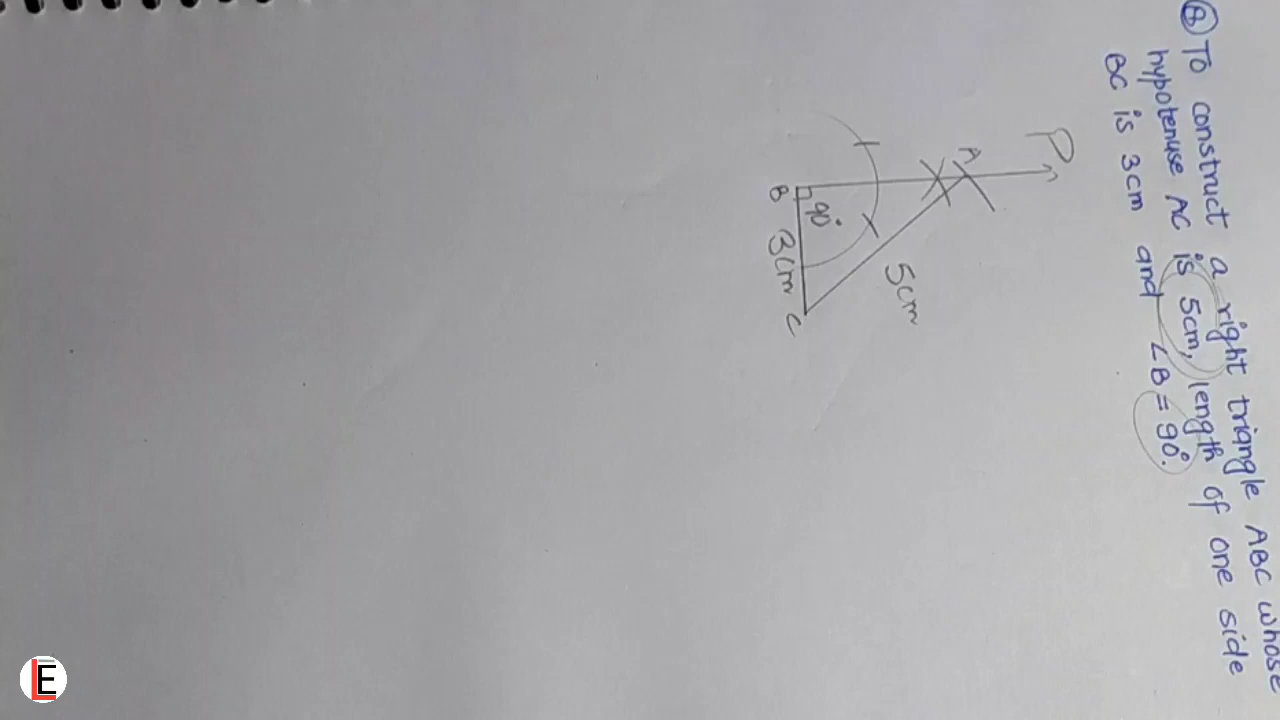 8 To construct a right triangle ABC whose
hypotenuse AC is 5cm, length of one side
BC is 3cm and ∠B = 90°.
P
A
5cm
90°
B
3cm
C
LE